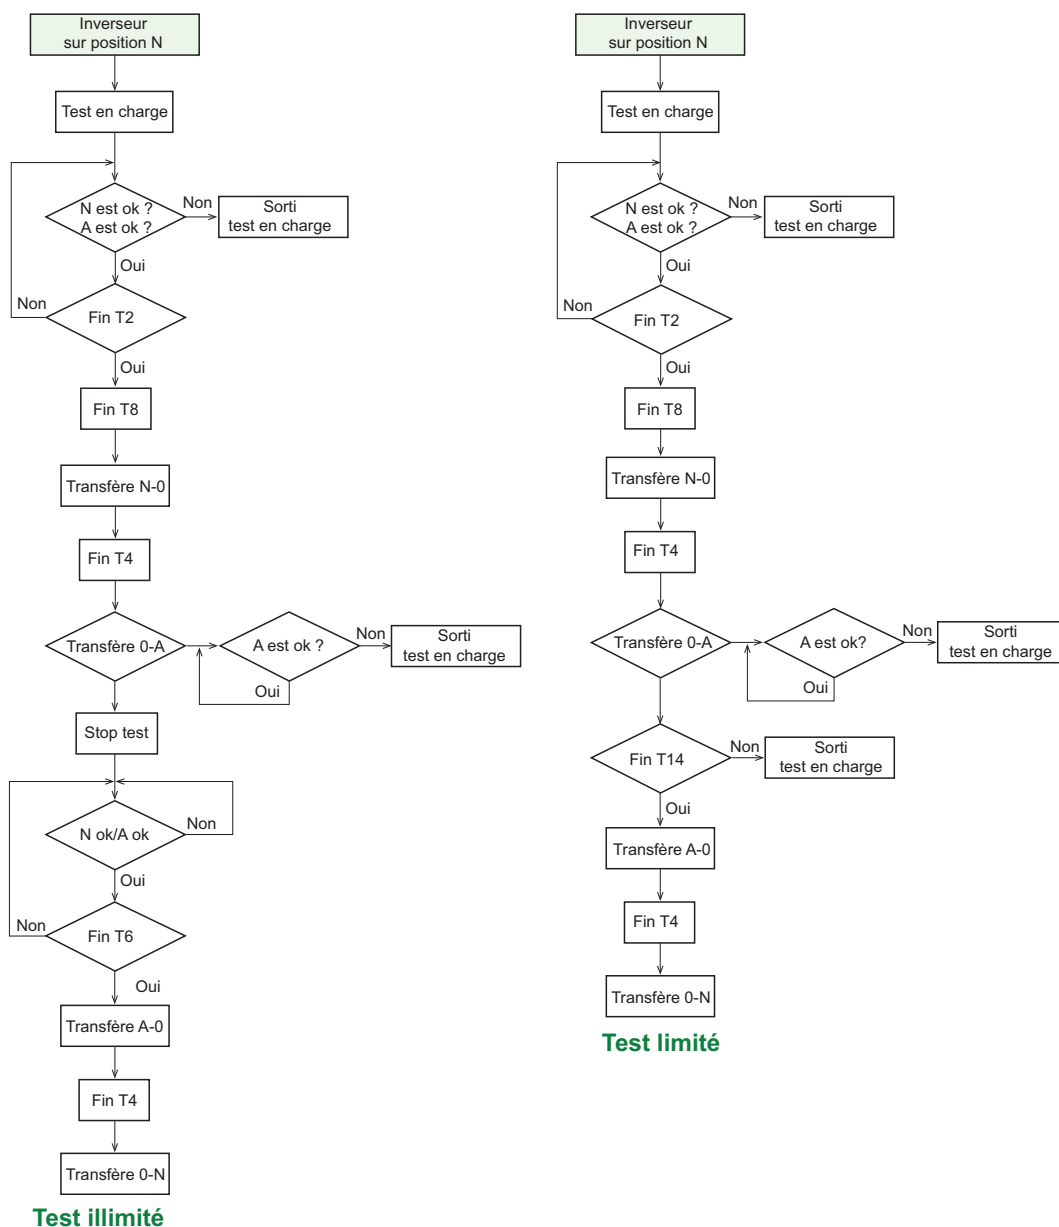 Inverseur
sur position N
Test en charge
N est ok ?
A est ok ?
Non
Sorti
test en charge
Oui
Non
Fin T2
Oui
Fin T8
Transfère N-0
Fin T4
Transfère 0-A
A est ok ?
Non
Sorti
test en charge
Oui
Stop test
N ok/A ok
Non
Oui
Non
Fin T6
Oui
Transfère A-0
Fin T4
Transfère 0-N
Test illimité
Inverseur
sur position N
Test en charge
N est ok ?
A est ok ?
Non
Sorti
test en charge
Oui
Non
Fin T2
Oui
Fin T8
Transfère N-0
Fin T4
Transfère 0-A
A est ok?
Non
Sorti
test en charge
Oui
Fin T14
Non
Sorti
test en charge
Oui
Transfère A-0
Fin T4
Transfère 0-N
Test limité